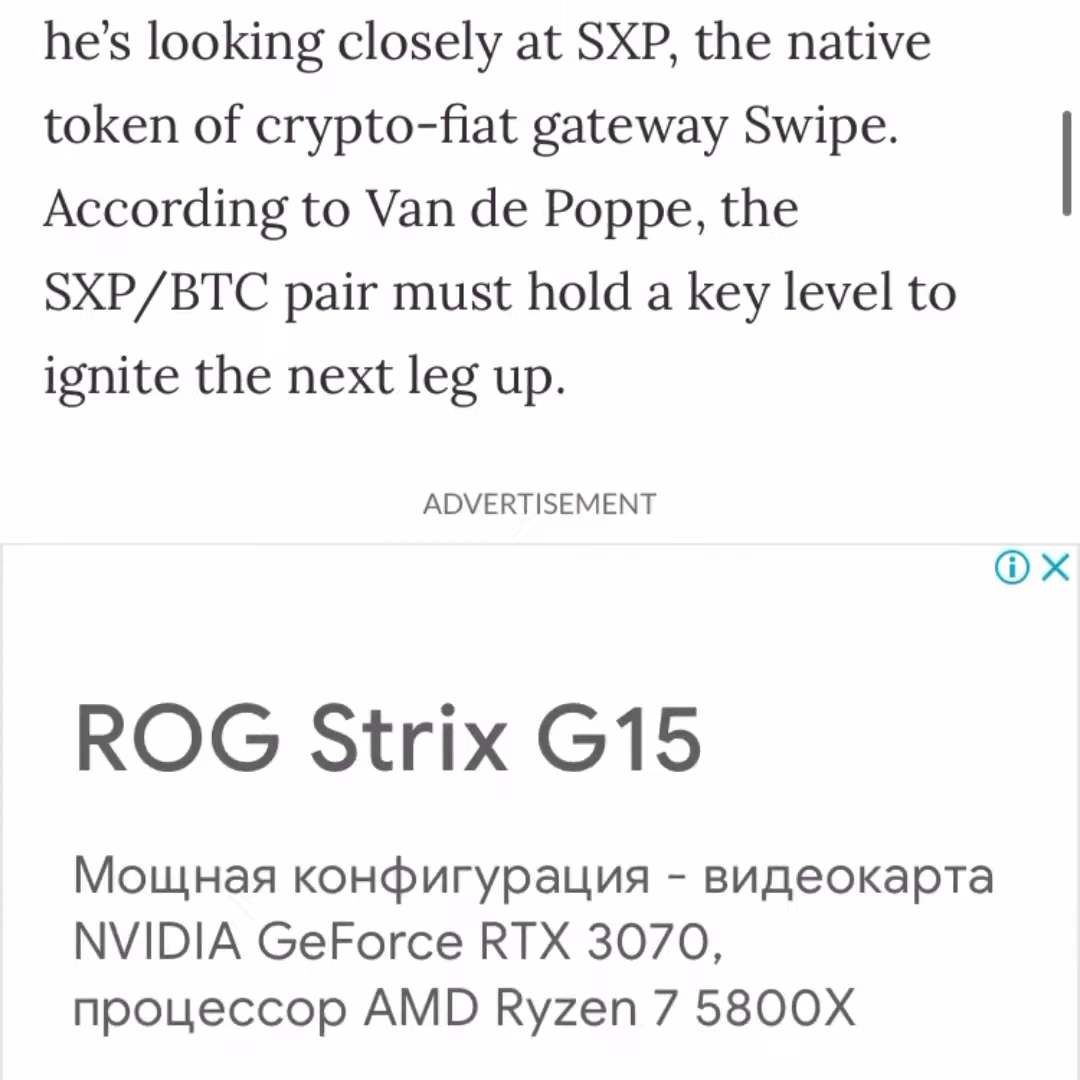 he’s looking closely at SXP, the native
token of crypto-fiat gateway Swipe.
According to Van de Poppe, the
SXP/BTC pair must hold a key level to
ignite the next leg up.
ADVERTISEMENT
ROG Strix G15
Мощная конфигурация - видеокарта
NVIDIA GeForce RTX 3070,
процессор AMD Ryzen 7 5800X